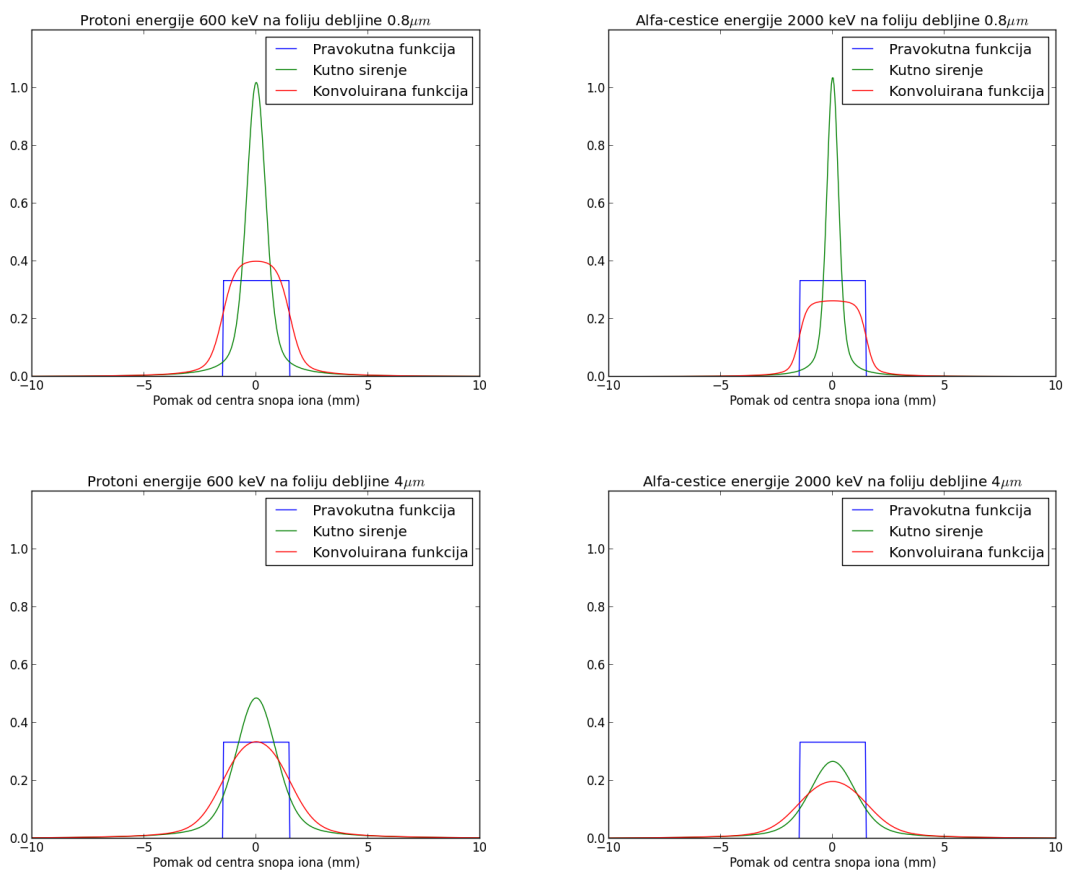 Protoni energije 600 keV na foliju debljine 0.8μm
Pravokutna funkcija
Kutno sirenje
Konvoluirana funkcija
1.0
0.8
0.6
0.4
0.2
0.0
−10
−5
0
5
10
Pomak od centra snopa iona (mm)
Alfa-cestice energije 2000 keV na foliju debljine 0.8μm
Pravokutna funkcija
Kutno sirenje
Konvoluirana funkcija
1.0
0.8
0.6
0.4
0.2
0.0
−10
−5
0
5
10
Pomak od centra snopa iona (mm)
Protoni energije 600 keV na foliju debljine 4μm
Pravokutna funkcija
Kutno sirenje
Konvoluirana funkcija
1.0
0.8
0.6
0.4
0.2
0.0
−10
−5
0
5
10
Pomak od centra snopa iona (mm)
Alfa-cestice energije 2000 keV na foliju debljine 4μm
Pravokutna funkcija
Kutno sirenje
Konvoluirana funkcija
1.0
0.8
0.6
0.4
0.2
0.0
−10
−5
0
5
10
Pomak od centra snopa iona (mm)